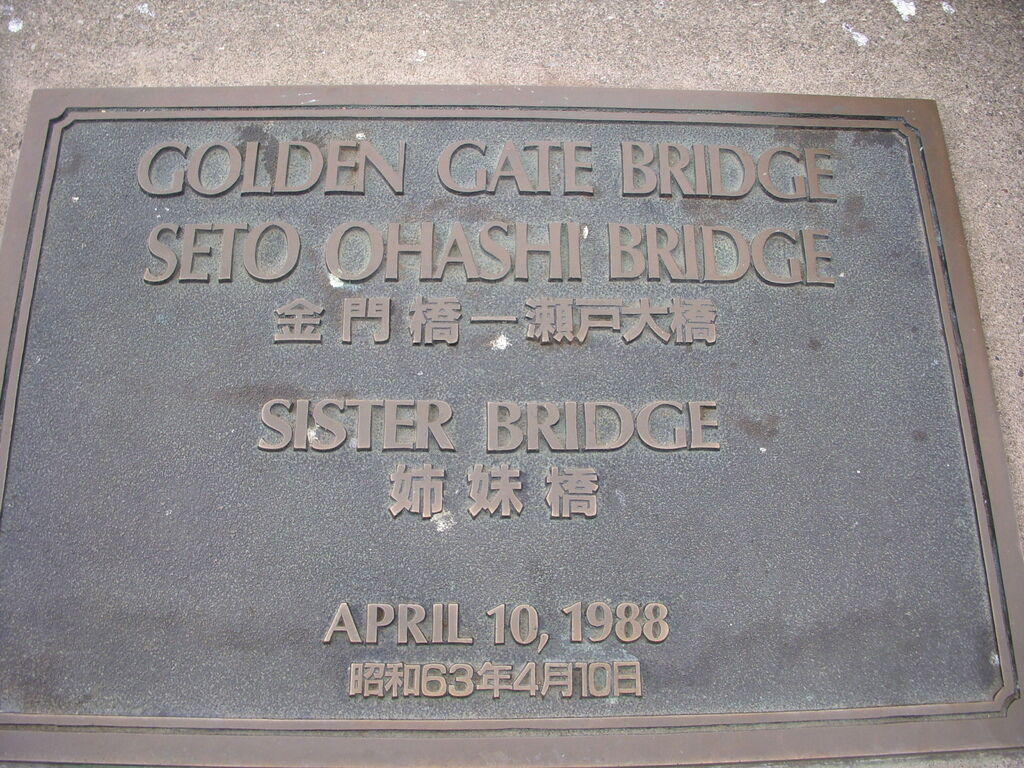 GOLDEN GATE BRIDGE
SETO OHASHI BRIDGE
金門橋ー瀬戸大橋
SISTER BRIDGE
姉妹橋
APRIL 10, 1988
昭和63年4月10日